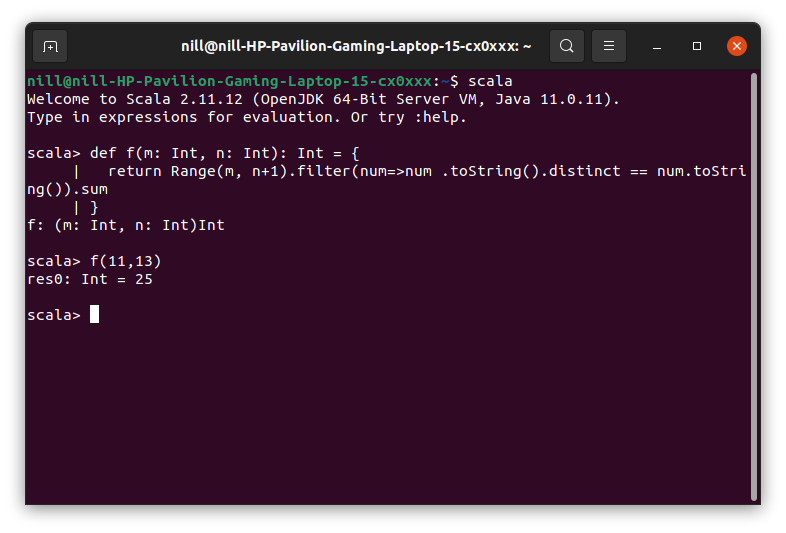 nill@nill-HP-Pavilion-Gaming-Laptop-15-cx0xxx: ~
nill@nill-HP-Pavilion-Gaming-Laptop-15-cx0xxx:~$ scala
Welcome to Scala 2.11.12 (OpenJDK 64-Bit Server VM, Java 11.0.11).
Type in expressions for evaluation. Or try :help.
scala> def f(m: Int, n: Int): Int = {
     |   return Range(m, n+1).filter(num=>num .toString().distinct == num.toStri
ng()).sum
     | }
f: (m: Int, n: Int)Int
scala> f(11,13)
res0: Int = 25
scala>